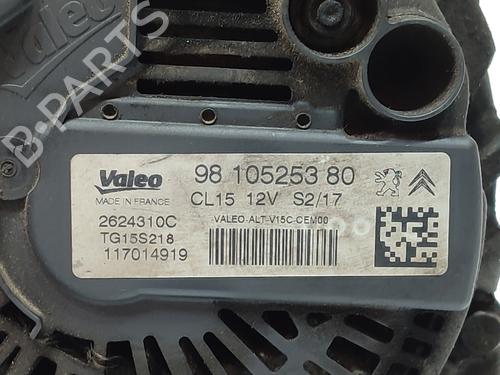 Valeo
B-PARTS
Valeo
MADE IN FRANCE
98 105253 80
CL15 12V S2/17
2624310C
VALEO-ALT-V15C-CEM00
TG15S218
117014919